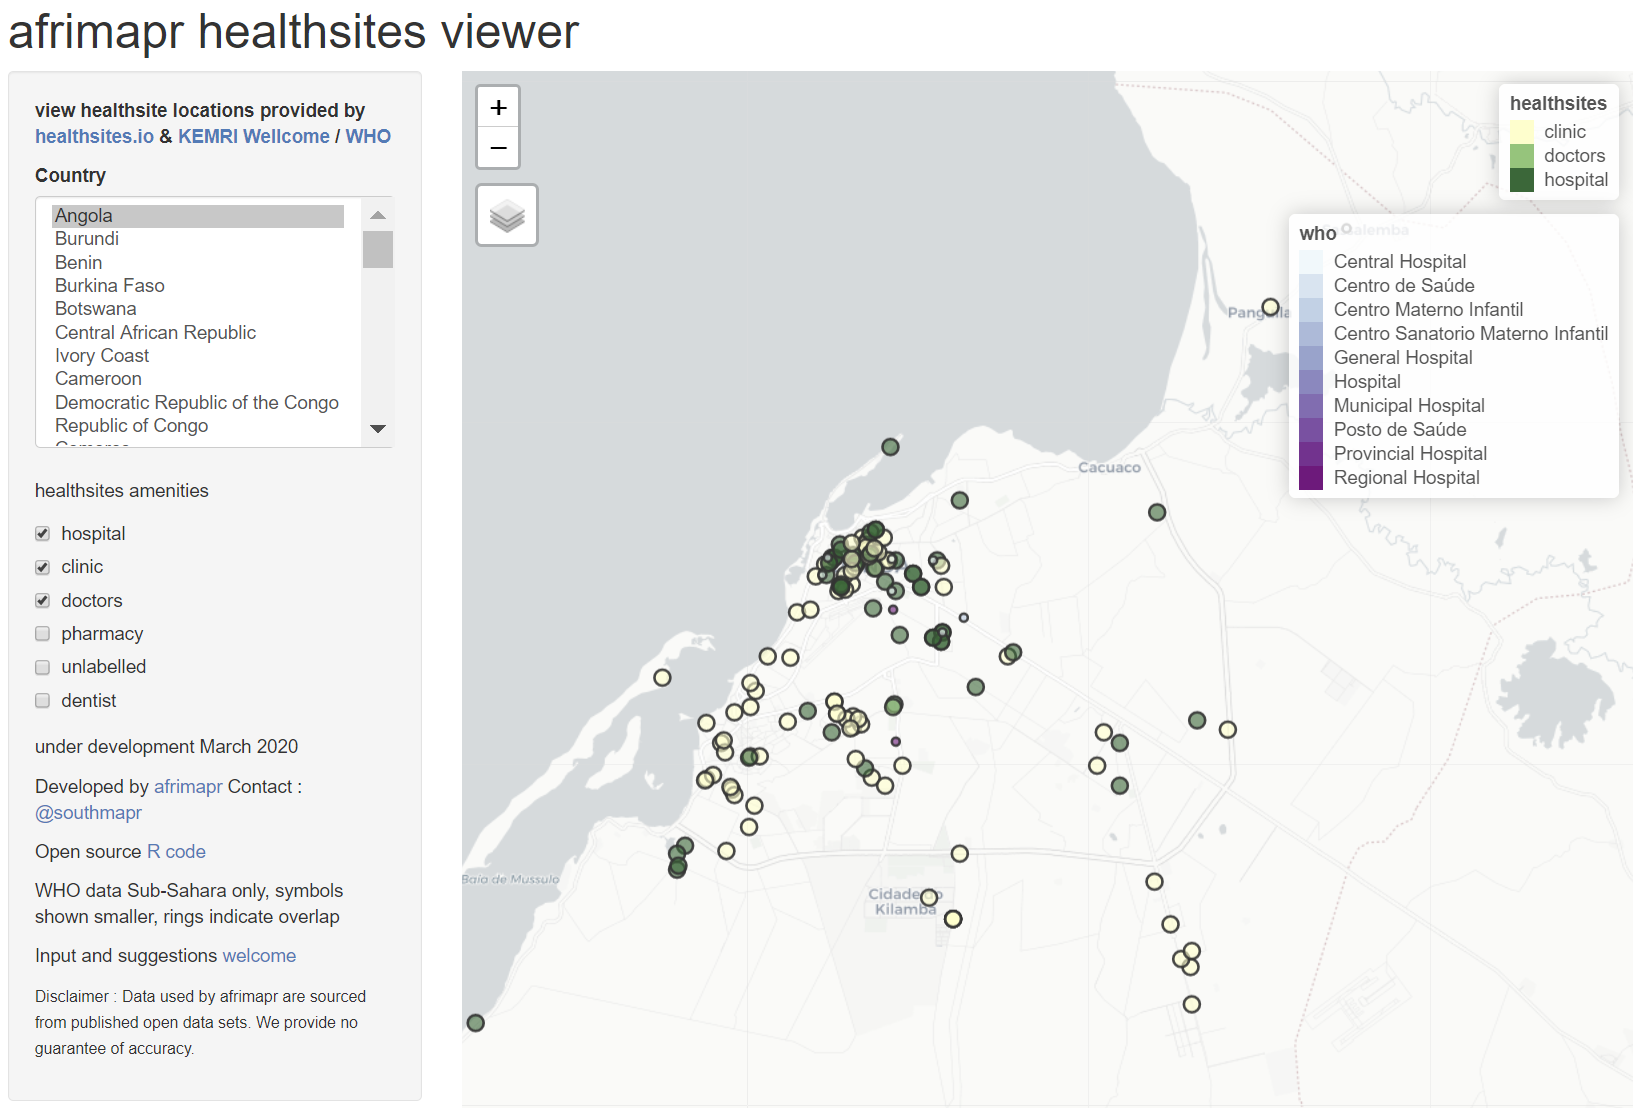 afrimapr healthsites viewer
view healthsite locations provided by
healthsites.io & KEMRI Wellcome / WHO
Country
Angola
Burundi
Benin
Burkina Faso
Botswana
Central African Republic
Ivory Coast
Cameroon
Democratic Republic of the Congo
Republic of Congo
healthsites amenities
hospital
clinic
doctors
pharmacy
unlabelled
dentist
under development March 2020
Developed by afrimapr Contact :
@southmapr
Open source R code
WHO data Sub-Sahara only, symbols
shown smaller, rings indicate overlap
Input and suggestions welcome
Disclaimer : Data used by afrimapr are sourced
from published open data sets. We provide no
guarantee of accuracy.
+
−
healthsites
clinic
doctors
hospital
who
Central Hospital
Centro de Saúde
Centro Materno Infantil
Centro Sanatorio Materno Infantil
General Hospital
Hospital
Municipal Hospital
Posto de Saúde
Provincial Hospital
Regional Hospital
Cacuaco
Baía de Mussulo
Cidade do
Kilamba